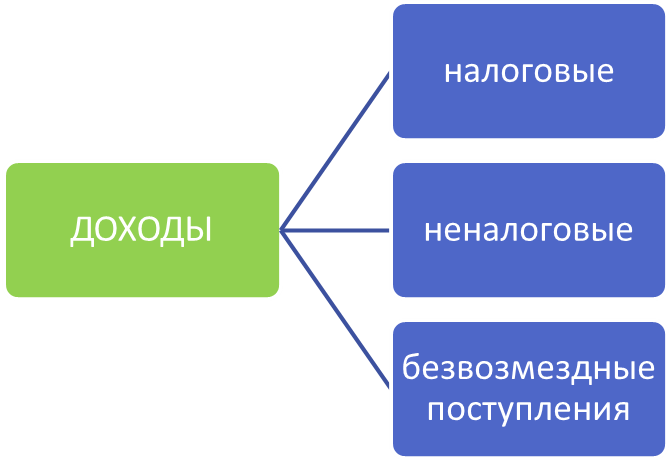 ДОХОДЫ
налоговые
неналоговые
безвозмездные
поступления